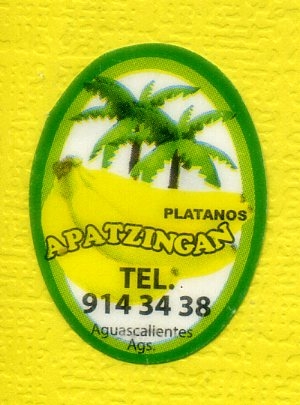 PLATANOS
APATZINGAN
TEL.
914 34 38
Aguascalientes
Ags.